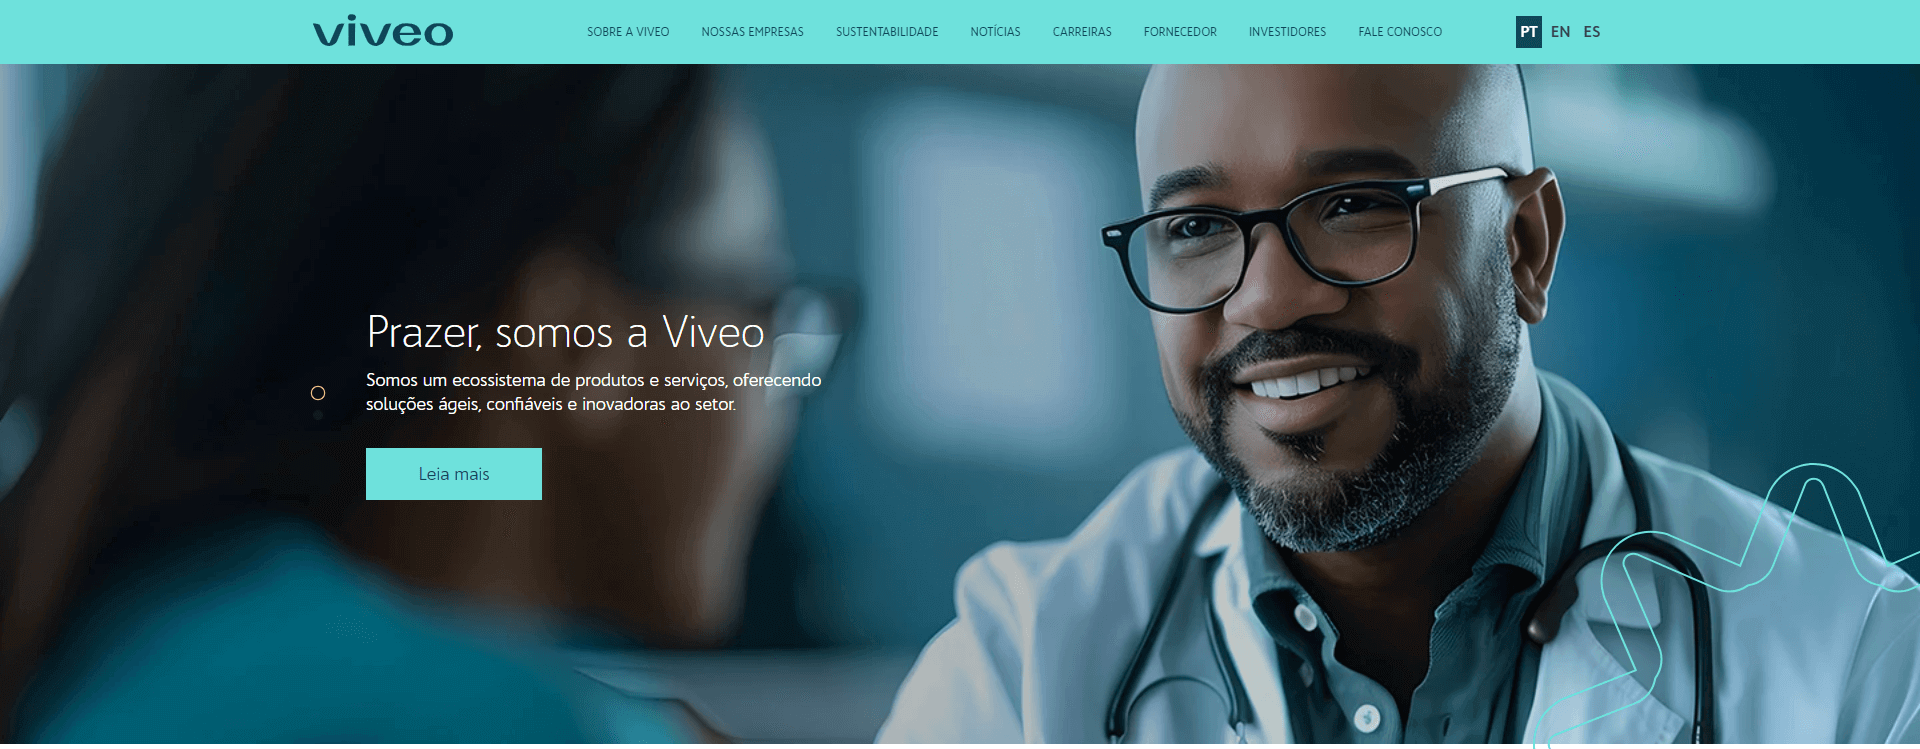 viveo
SOBRE A VIVEO
NOSSAS EMPRESAS
SUSTENTABILIDADE
NOTÍCIAS
CARREIRAS
FORNECEDOR
INVESTIDORES
FALE CONOSCO
PT
EN
ES
Prazer, somos a Viveo
Somos um ecossistema de produtos e serviços, oferecendo
soluções ágeis, confiáveis e inovadoras ao setor.
Leia mais